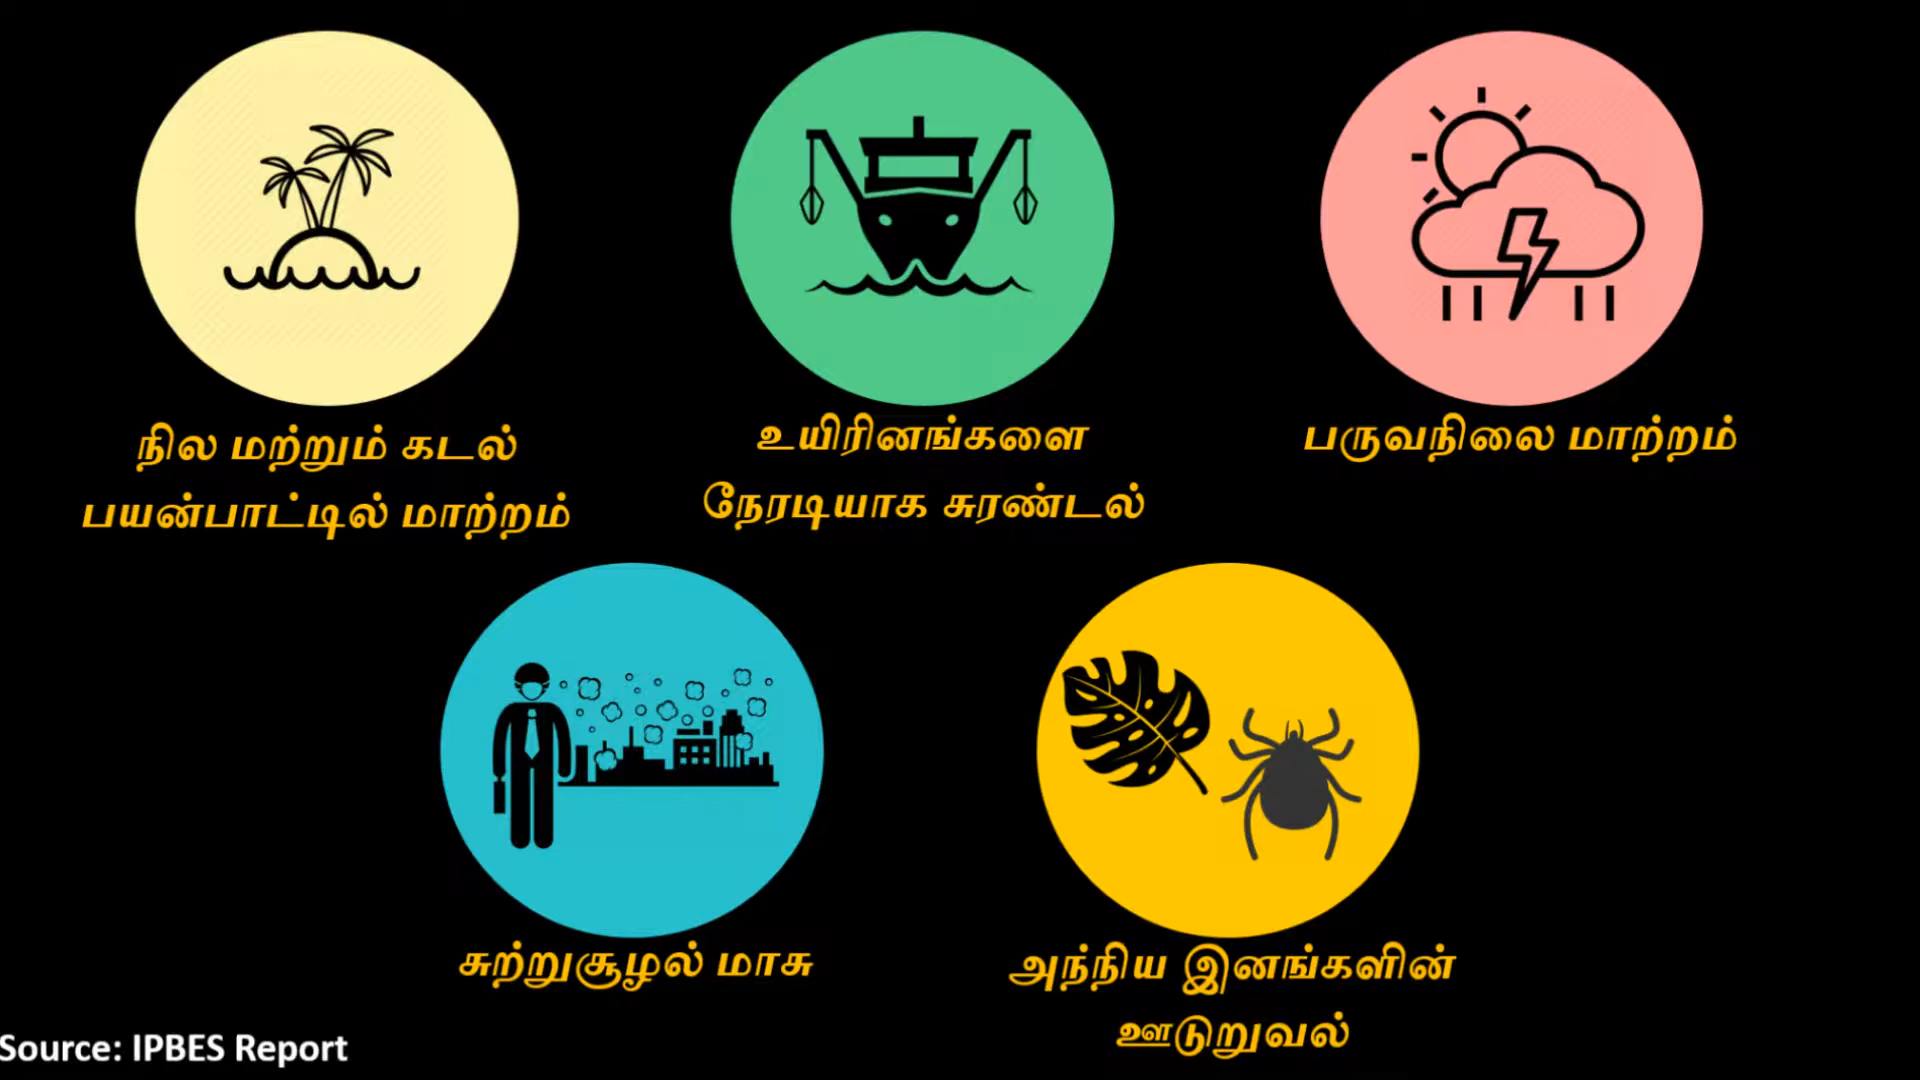 நில மற்றும் கடல்
பயன்பாட்டில் மாற்றம்
உயிரினங்களை
நேரடியாக சுரண்டல்
பருவநிலை மாற்றம்
சுற்றுசூழல் மாசு
அந்நிய இனங்களின்
ஊடுறுவல்
Source: IPBES Report